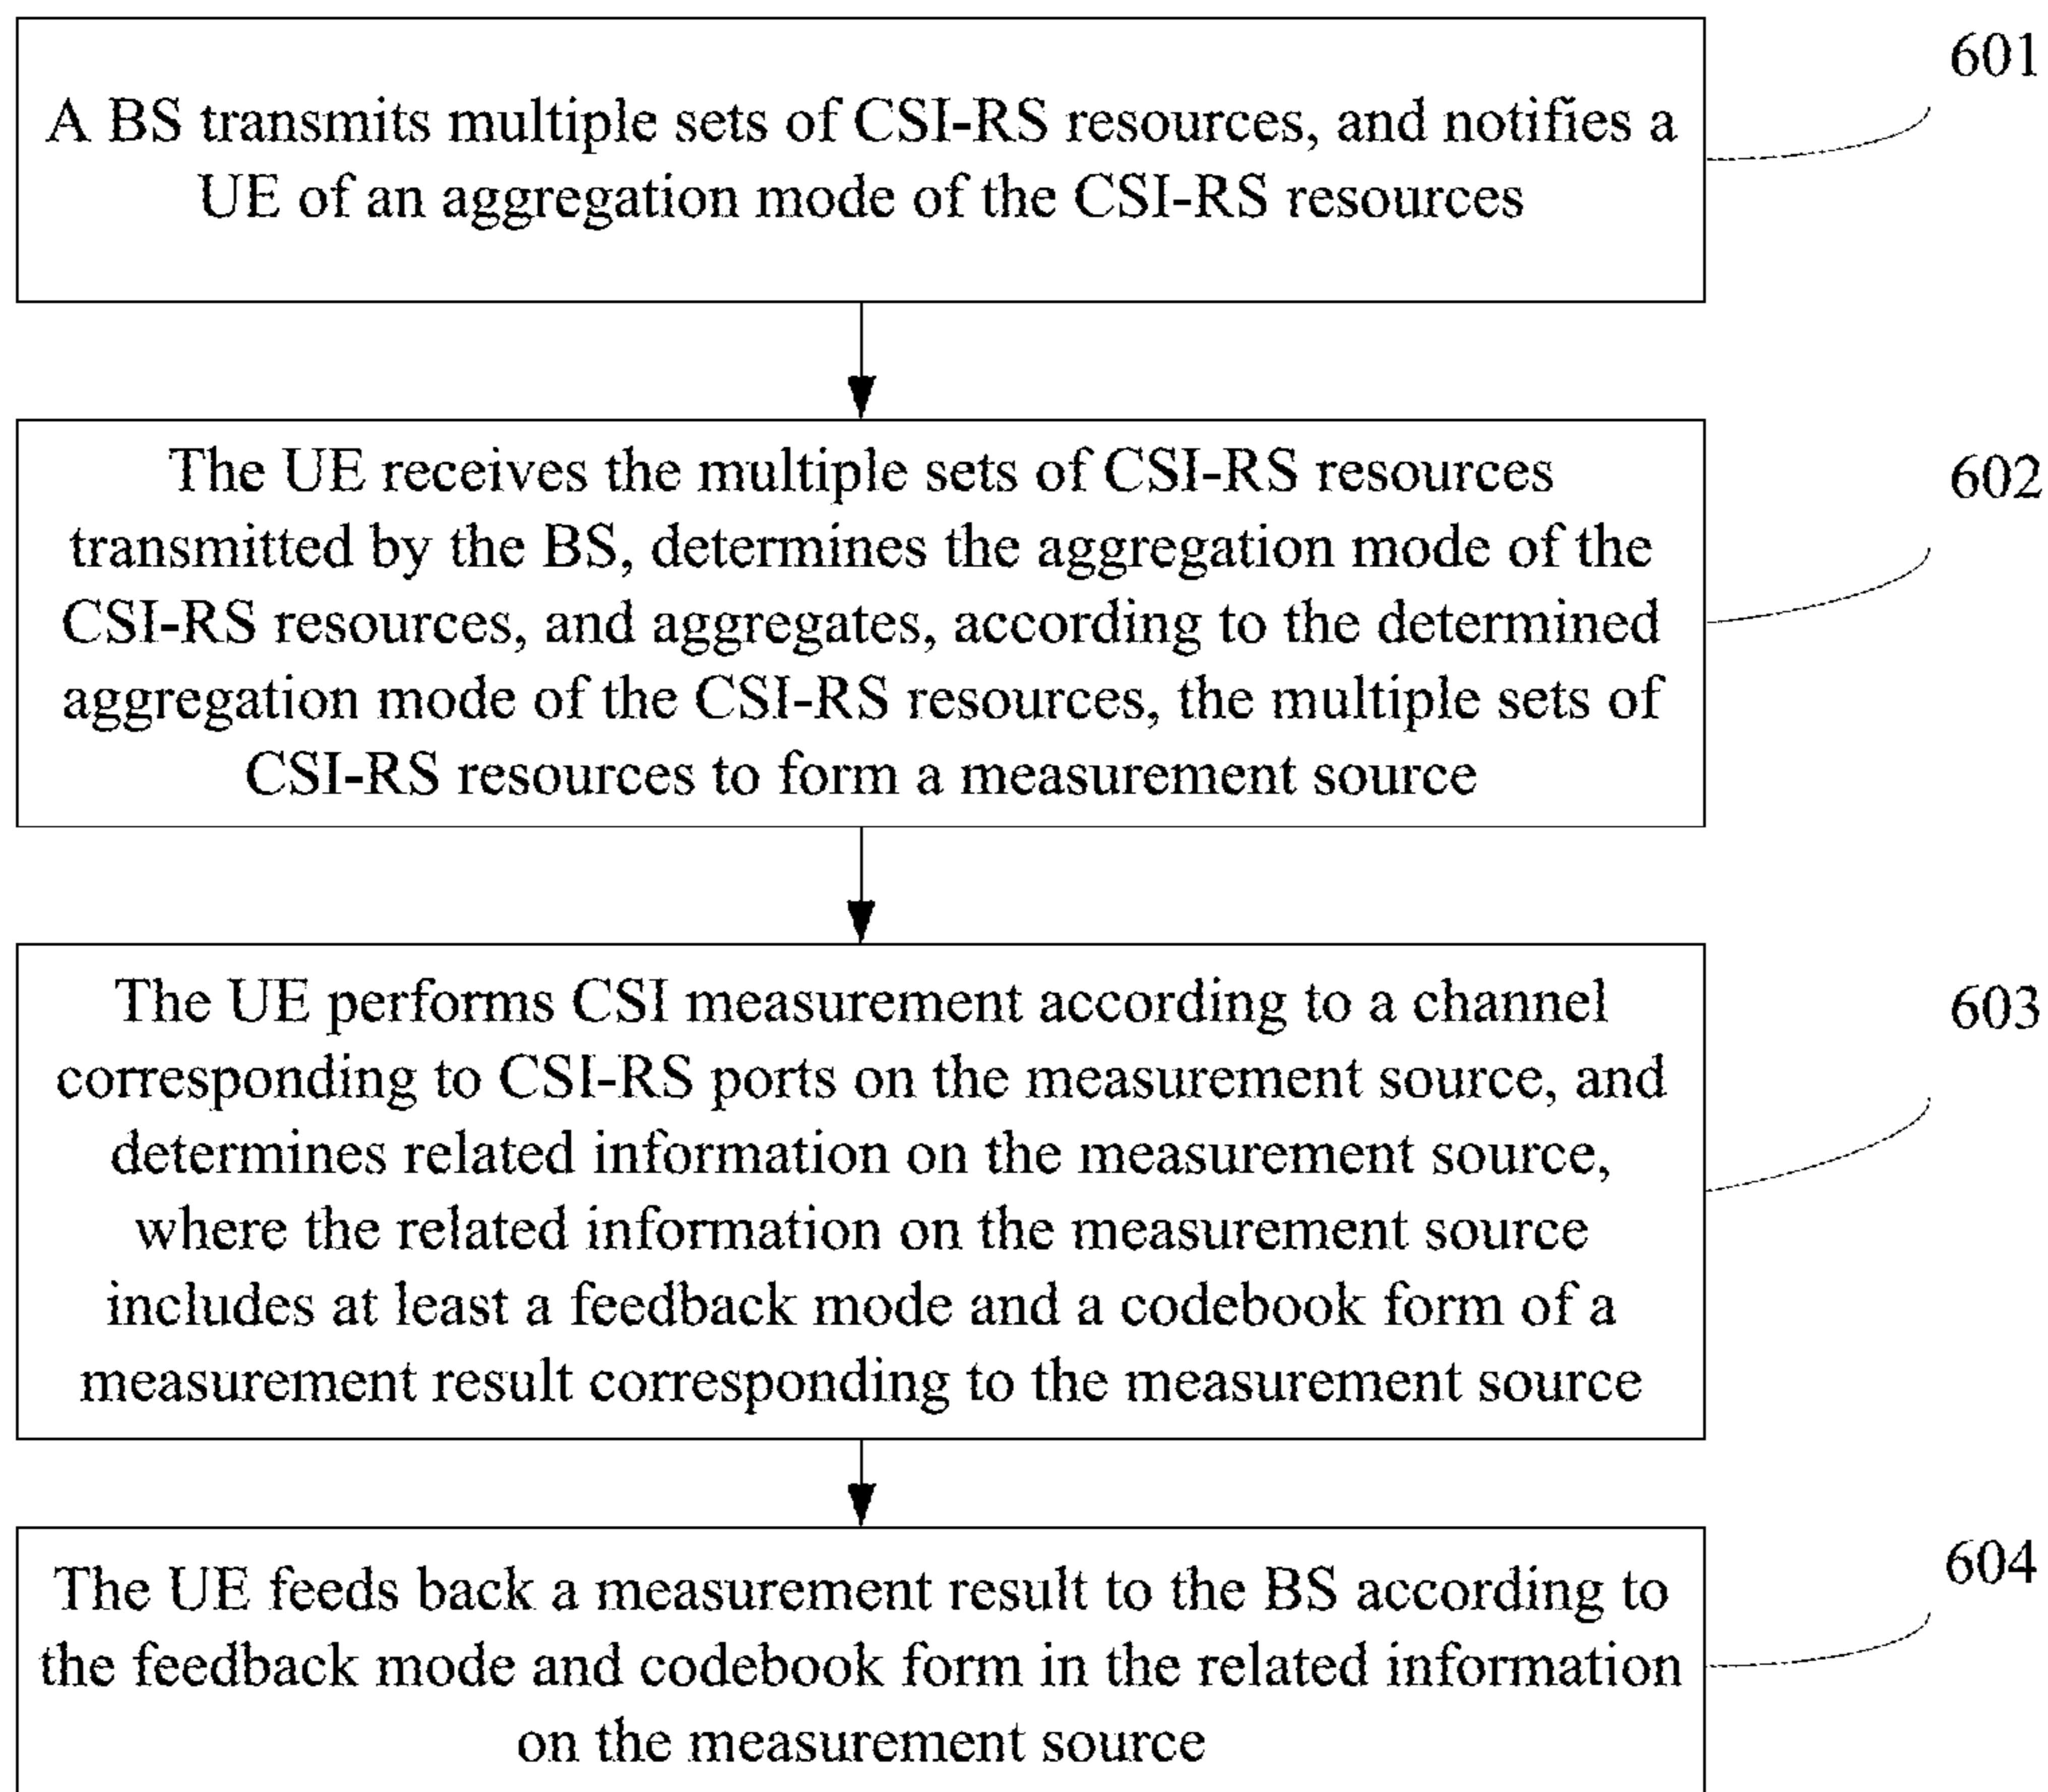 601
A BS transmits multiple sets of CSI-RS resources, and notifies a
UE of an aggregation mode of the CSI-RS resources
602
The UE receives the multiple sets of CSI-RS resources
transmitted by the BS, determines the aggregation mode of the
CSI-RS resources, and aggregates, according to the determined
aggregation mode of the CSI-RS resources, the multiple sets of
CSI-RS resources to form a measurement source
603
The UE performs CSI measurement according to a channel
corresponding to CSI-RS ports on the measurement source, and
determines related information on the measurement source,
where the related information on the measurement source
includes at least a feedback mode and a codebook form of a
measurement result corresponding to the measurement source
604
The UE feeds back a measurement result to the BS according to
the feedback mode and codebook form in the related information
on the measurement source